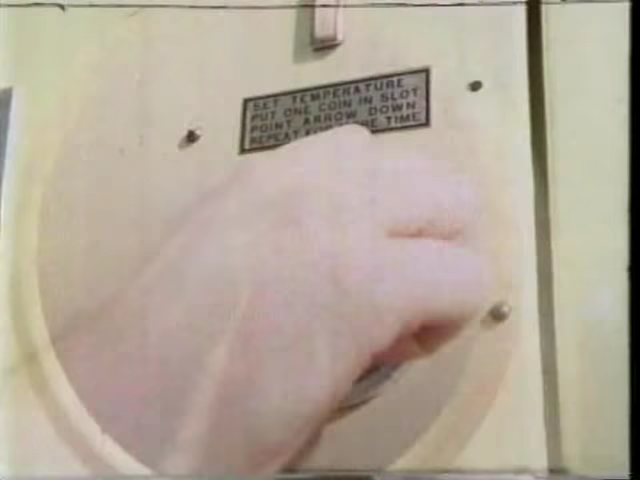 SET TEMPERATURE
PUT ONE COIN IN SLOT
POINT ARROW DOWN
REPEAT TIME